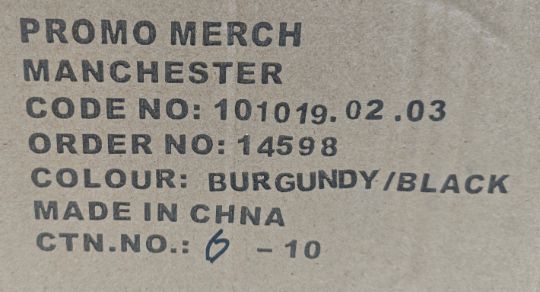 PROMO MERCH
MANCHESTER
CODE NO: 101019.02.03
ORDER NO: 14598
COLOUR: BURGUNDY/BLACK
MADE IN CHNA
CTN.NO.: 6 - 10